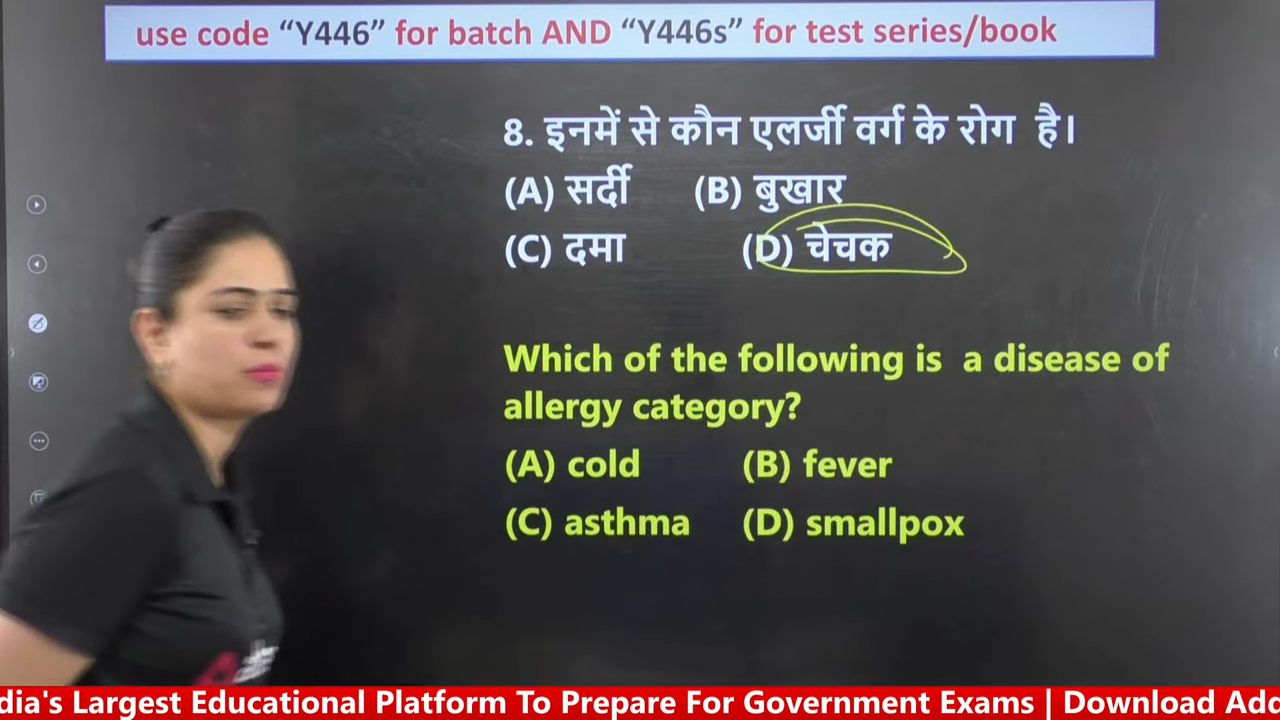 use code “Y446” for batch AND “Y446s” for test series/book
8. इनमें से कौन एलर्जी वर्ग के रोग है।
(A) सर्दी (B) बुखार
(C) दमा (D) चेचक
Which of the following is a disease of
allergy category?
(A) cold (B) fever
(C) asthma (D) smallpox
dia's Largest Educational Platform To Prepare For Government Exams | Download Add